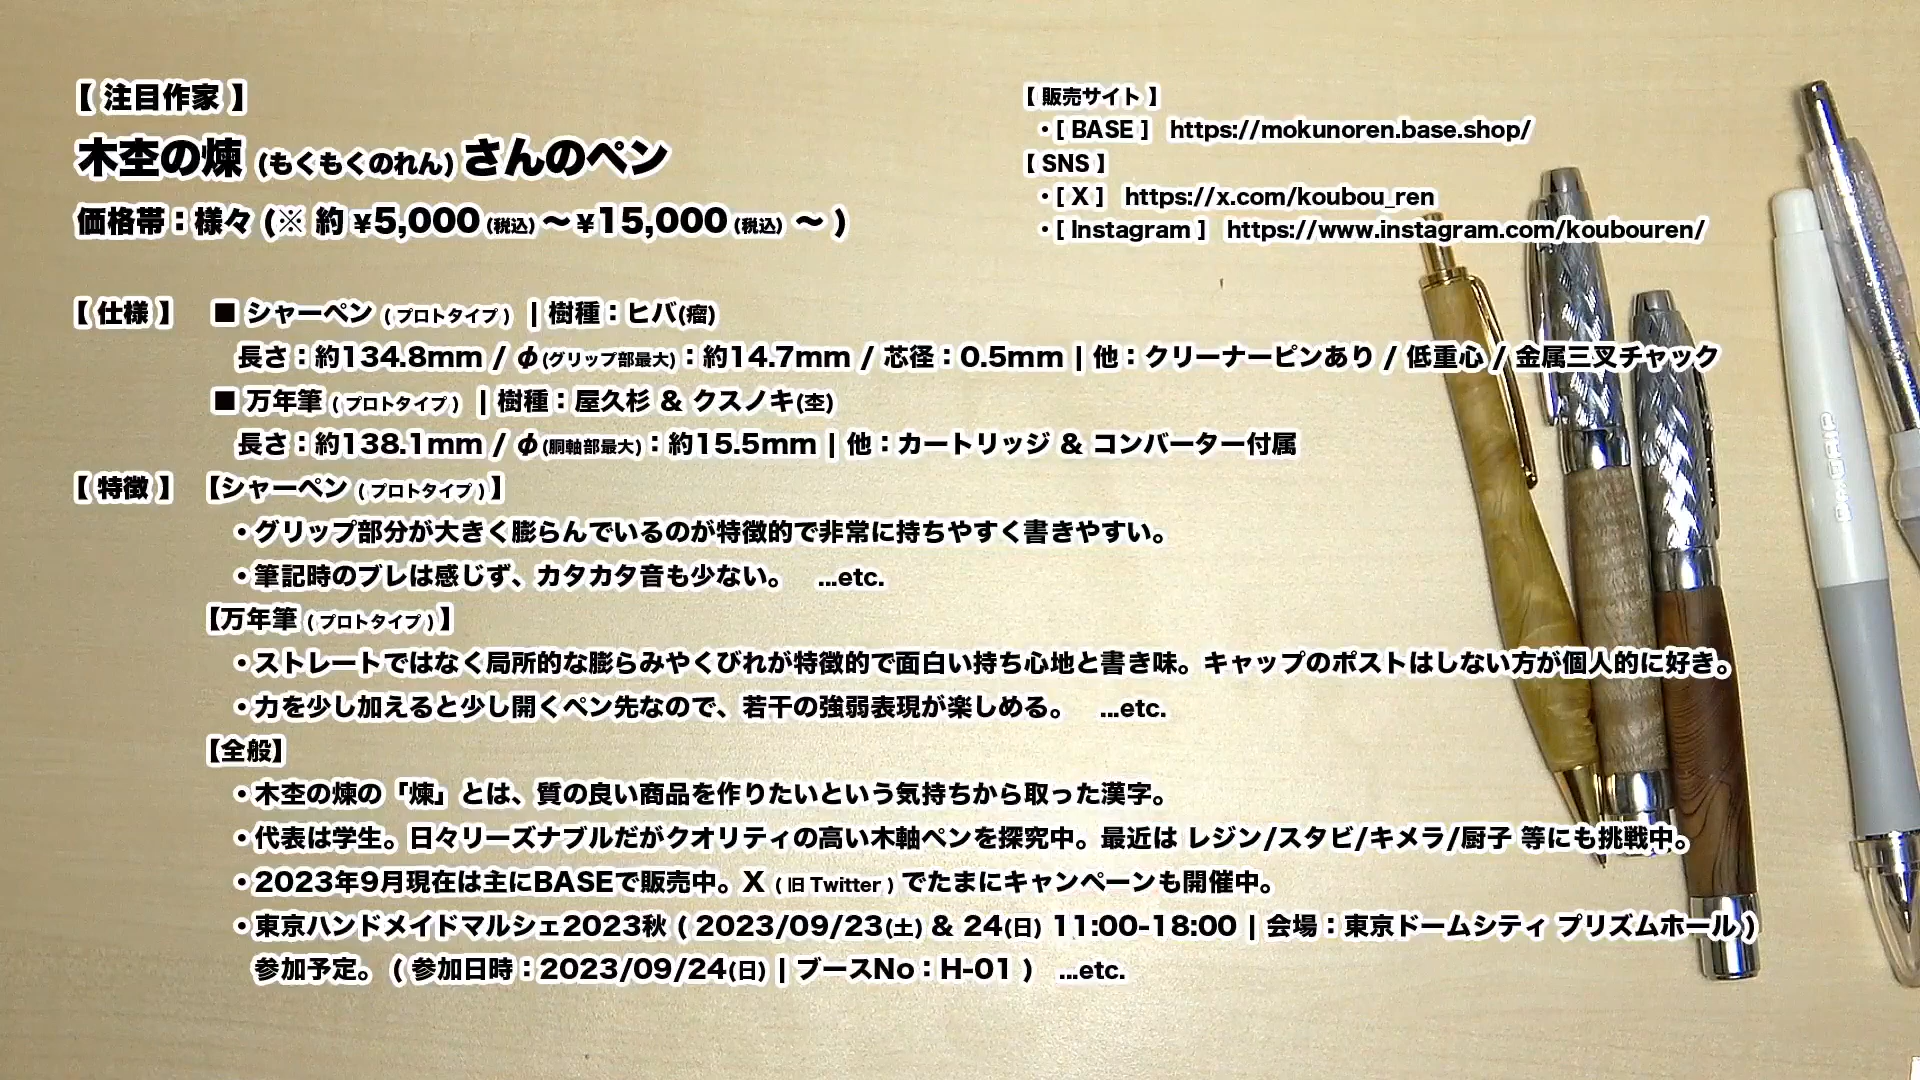 【 注目作家 】
木杢の煉 (もくもくのれん) さんのペン
価格帯：様々 (※ 約 ¥5,000 (税込) 〜 ¥15,000 (税込) 〜 )
【 販売サイト 】
・[ BASE ] https://mokunoren.base.shop/
【 SNS 】
・[ X ] https://x.com/koubou_ren
・[ Instagram ] https://www.instagram.com/koubouren/
【 仕様 】 ■ シャーペン ( プロトタイプ ) | 樹種：ヒバ(瘤)
長さ：約134.8mm / φ(グリップ部最大)：約14.7mm / 芯径：0.5mm | 他：クリーナーピンあり / 低重心 / 金属三叉チャック
■ 万年筆 ( プロトタイプ ) | 樹種：屋久杉 & クスノキ(杢)
長さ：約138.1mm / φ(胴軸部最大)：約15.5mm | 他：カートリッジ & コンバーター付属
【 特徴 】 【シャーペン ( プロトタイプ )】
・グリップ部分が大きく膨らんでいるのが特徴的で非常に持ちやすく書きやすい。
・筆記時のブレは感じず、カタカタ音も少ない。 ...etc.
【万年筆 ( プロトタイプ )】
・ストレートではなく局所的な膨らみやくびれが特徴的で面白い持ち心地と書き味。キャップのポストはしない方が個人的に好き。
・力を少し加えると少し開くペン先なので、若干の強弱表現が楽しめる。 ...etc.
【全般】
・木杢の煉の「煉」とは、質の良い商品を作りたいという気持ちから取った漢字。
・代表は学生。日々リーズナブルだがクオリティの高い木軸ペンを探究中。最近は レジン/スタビ/キメラ/厨子 等にも挑戦中。
・2023年9月現在は主にBASEで販売中。X ( 旧 Twitter ) でたまにキャンペーンも開催中。
・東京ハンドメイドマルシェ2023秋 ( 2023/09/23(土) & 24(日) 11:00-18:00 | 会場：東京ドームシティ プリズムホール )
参加予定。 ( 参加日時：2023/09/24(日) | ブースNo：H-01 ) ...etc.
Dr. GRIP